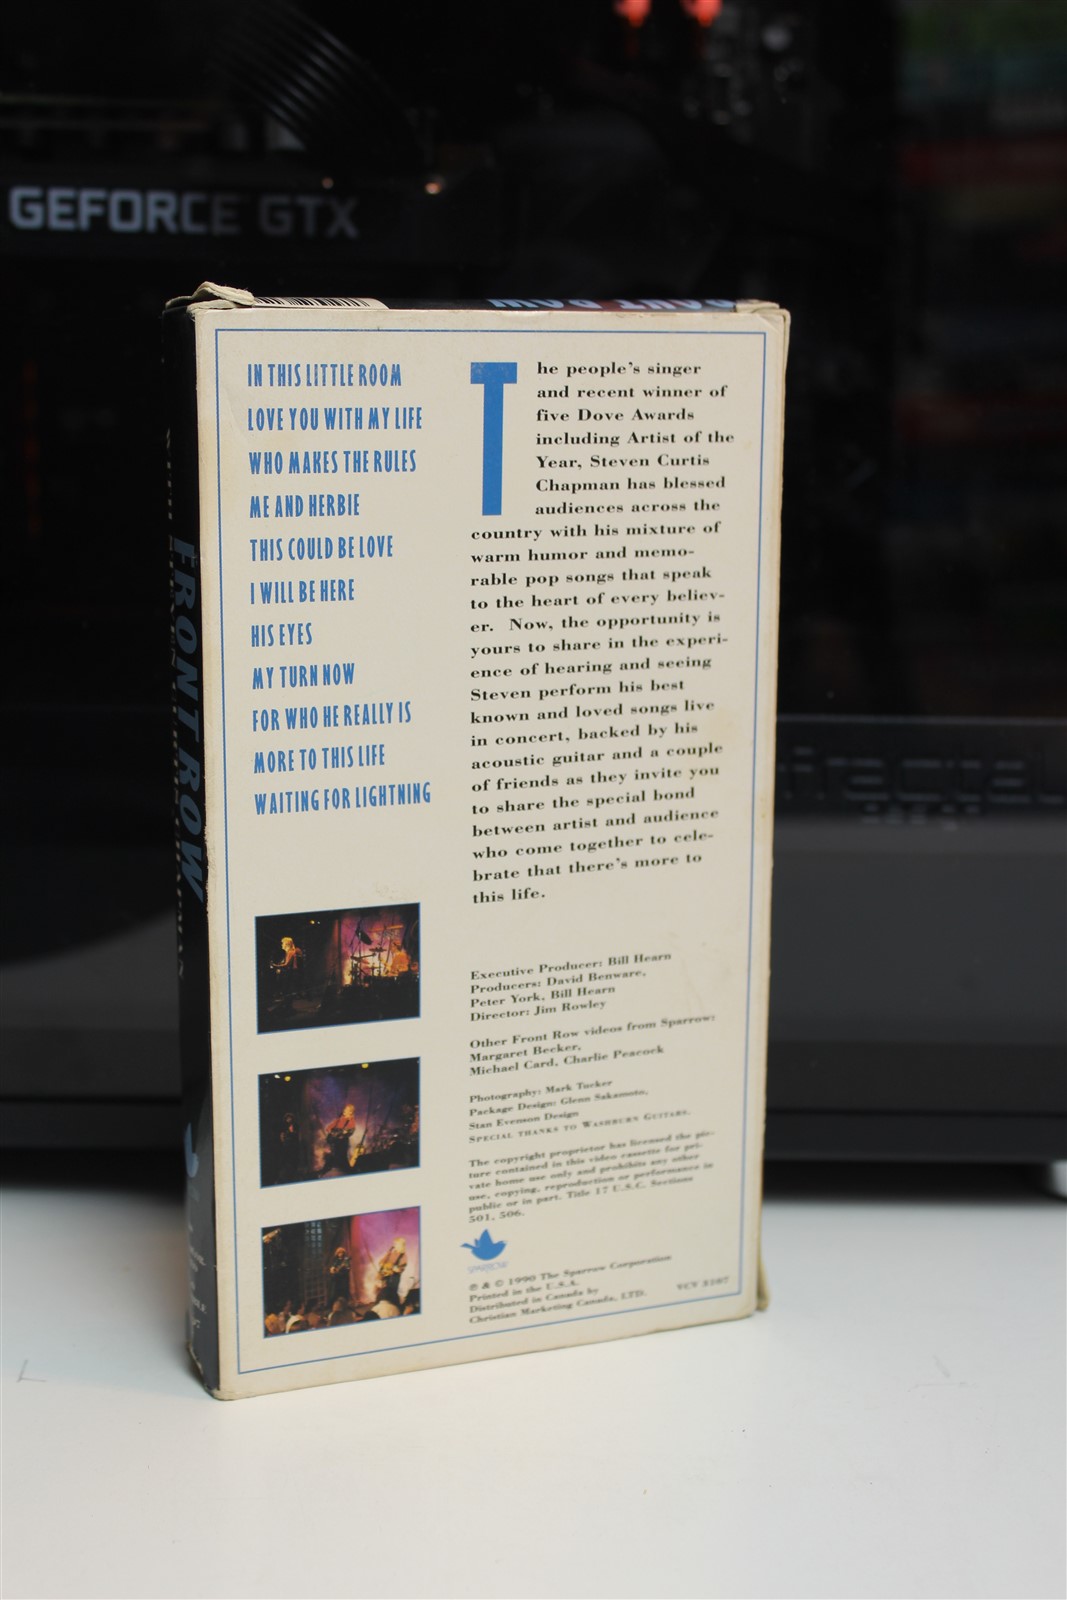 GEFORCE GTX
IN THIS LITTLE ROOM
LOVE YOU WITH MY LIFE
WHO MAKES THE RULES
ME AND HERBIE
THIS COULD BE LOVE
I WILL BE HERE
HIS EYES
MY TURN NOW
FOR WHO HE REALLY IS
MORE TO THIS LIFE
WAITING FOR LIGHTNING
The people's singer
and recent winner of
five Dove Awards
including Artist of the
Year, Steven Curtis
Chapman has blessed
audiences across the
country with his mixture of
warm humor and memo-
rable pop songs that speak
to the heart of every believ-
er. Now, the opportunity is
yours to share in the experi-
ence of hearing and seeing
Steven perform his best
known and loved songs live
in concert, backed by his
acoustic guitar and a couple
of friends as they invite you
to share the special bond
between artist and audience
who come together to cele-
brate that there's more to
this life.
Executive Producer: Bill Hearn
Producers: David Benware,
Peter York, Bill Hearn
Director: Jim Rowley
Other Front Row videos from Sparrow:
Margaret Becker,
Michael Card, Charlie Peacock
Photography: Mark Tucker
Package Design: Glenn Sakamoto,
Stan Evenson Design
SPECIAL THANKS TO WASHBURN GUITARS.
The copyright proprietor has licensed the pic-
ture contained in this video cassette for pri-
vate home use only and prohibits any other
use, copying, reproduction or performance in
public or in part. Title 17 U.S.C. Sections
501, 506.
SPARROW
℗ & © 1990 The Sparrow Corporation
Printed in the U.S.A.
Distributed in Canada by
Christian Marketing Canada, LTD.
FRONT ROW
FRONT ROW
fractal